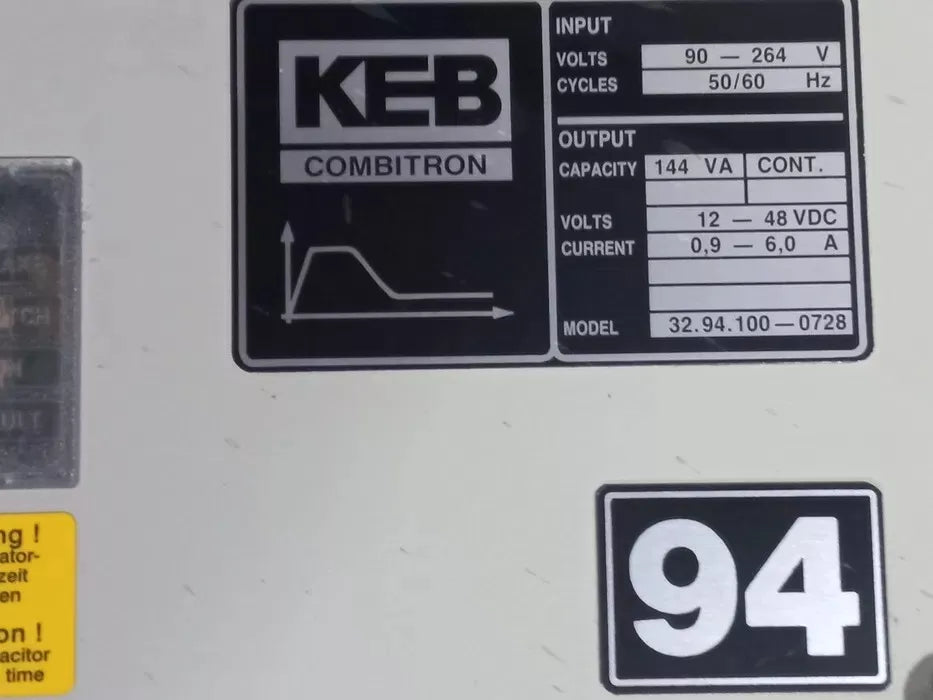 KEB
COMBITRON
INPUT
VOLTS 90 — 264 V
CYCLES 50/60 Hz
OUTPUT
CAPACITY 144 VA CONT.
VOLTS 12 — 48 VDC
CURRENT 0,9 — 6,0 A
MODEL 32.94.100—0728
94
ng !
ator-
zeit
en
on !
acitor
time
ULT